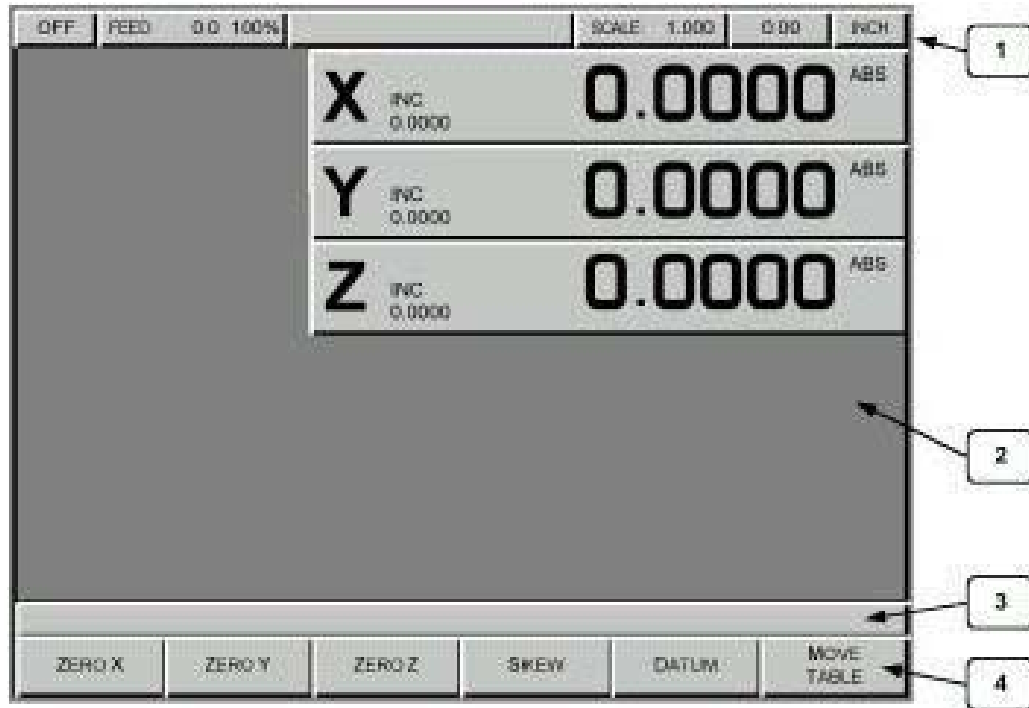 OFF FEED 0.0 100% SCALE 1.000 0.00 INCH
1
X INC 0.0000 0.0000 ABS
Y INC 0.0000 0.0000 ABS
Z INC 0.0000 0.0000 ABS
2
3
ZERO X ZERO Y ZERO Z SKEW DATUM MOVE TABLE
4